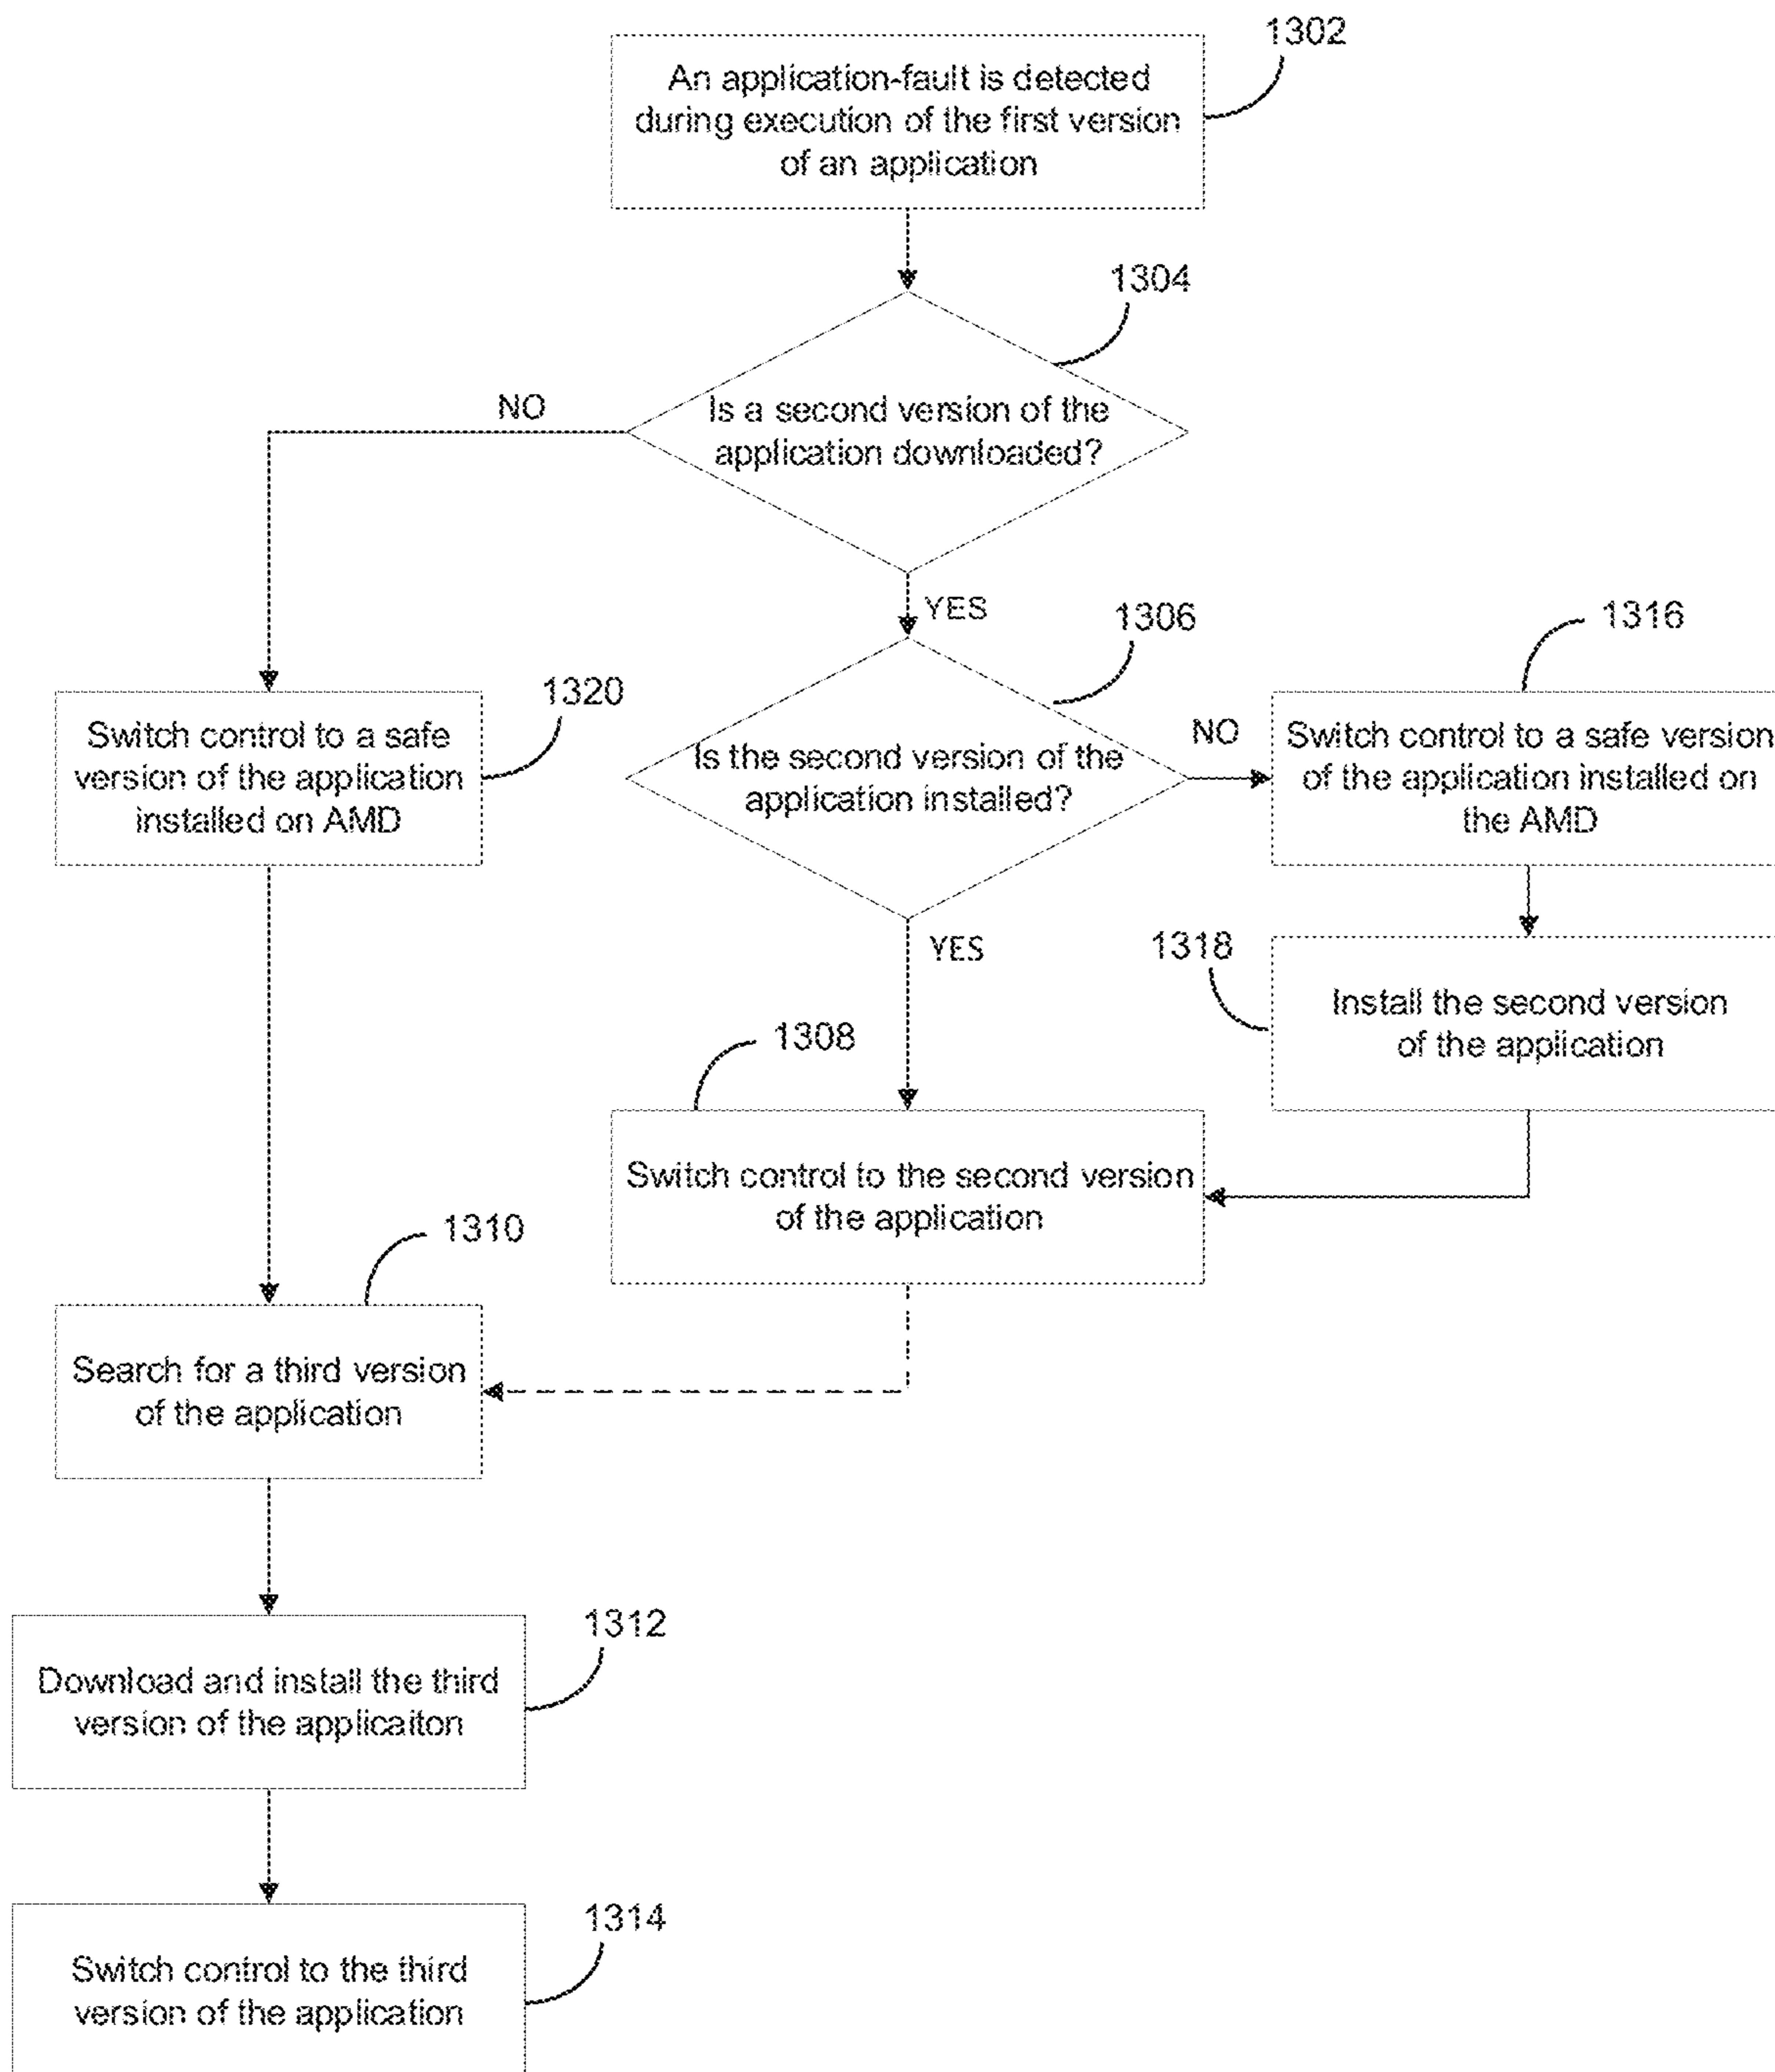 1302
An application-fault is detected
during execution of the first version
of an application
1304
NO
Is a second version of the
application downloaded?
YES
1306
1316
1320
Switch control to a safe
version of the application
installed on AMD
Is the second version of the
application installed?
NO
Switch control to a safe version
of the application installed on
the AMD
YES
1318
Install the second version
of the application
1308
Switch control to the second version
of the application
1310
Search for a third version
of the application
1312
Download and install the third
version of the applicaiton
1314
Switch control to the third
version of the application